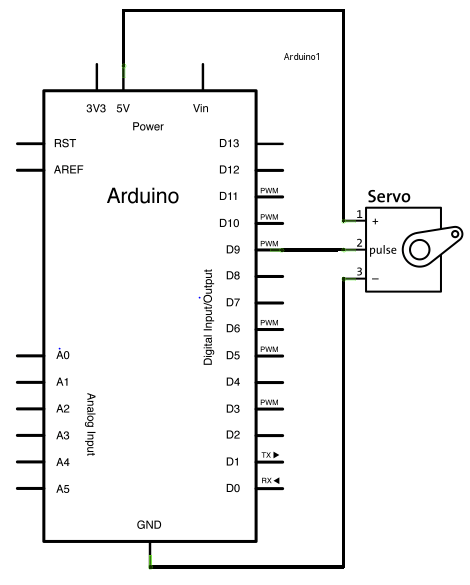 Arduino1
3V3 5V Vin
Power
RST
AREF
Arduino
D13
D12
D11 PWM
D10 PWM
D9 PWM
D8
D7
D6 PWM
D5 PWM
D4
D3 PWM
D2
D1 TX ▶
D0 RX ◀
Digital Input/Output
A0
A1
A2
A3
A4
A5
Analog Input
GND
Servo
1 +
2 pulse
3 −